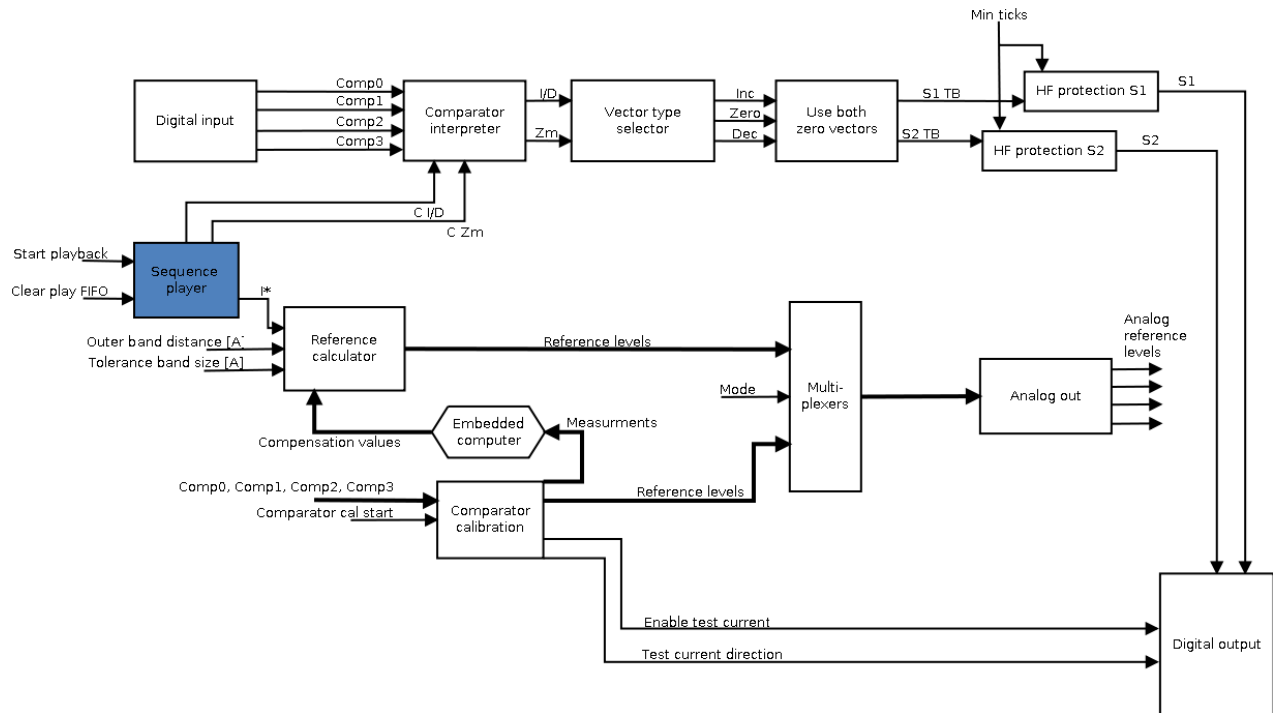 Min ticks
Digital input
Comp0
Comp1
Comp2
Comp3
Comparator
interpreter
I/D
Zm
Vector type
selector
Inc
Zero
Dec
Use both
zero vectors
S1 TB
S2 TB
HF protection S1
S1
HF protection S2
S2
C I/D
C Zm
Start playback
Clear play FIFO
Sequence
player
I*
Outer band distance [A]
Tolerance band size [A]
Reference
calculator
Reference levels
Mode
Multi-
plexers
Analog out
Analog
reference
levels
Compensation values
Embedded
computer
Measurments
Comp0, Comp1, Comp2, Comp3
Comparator cal start
Comparator
calibration
Reference levels
Enable test current
Test current direction
Digital output